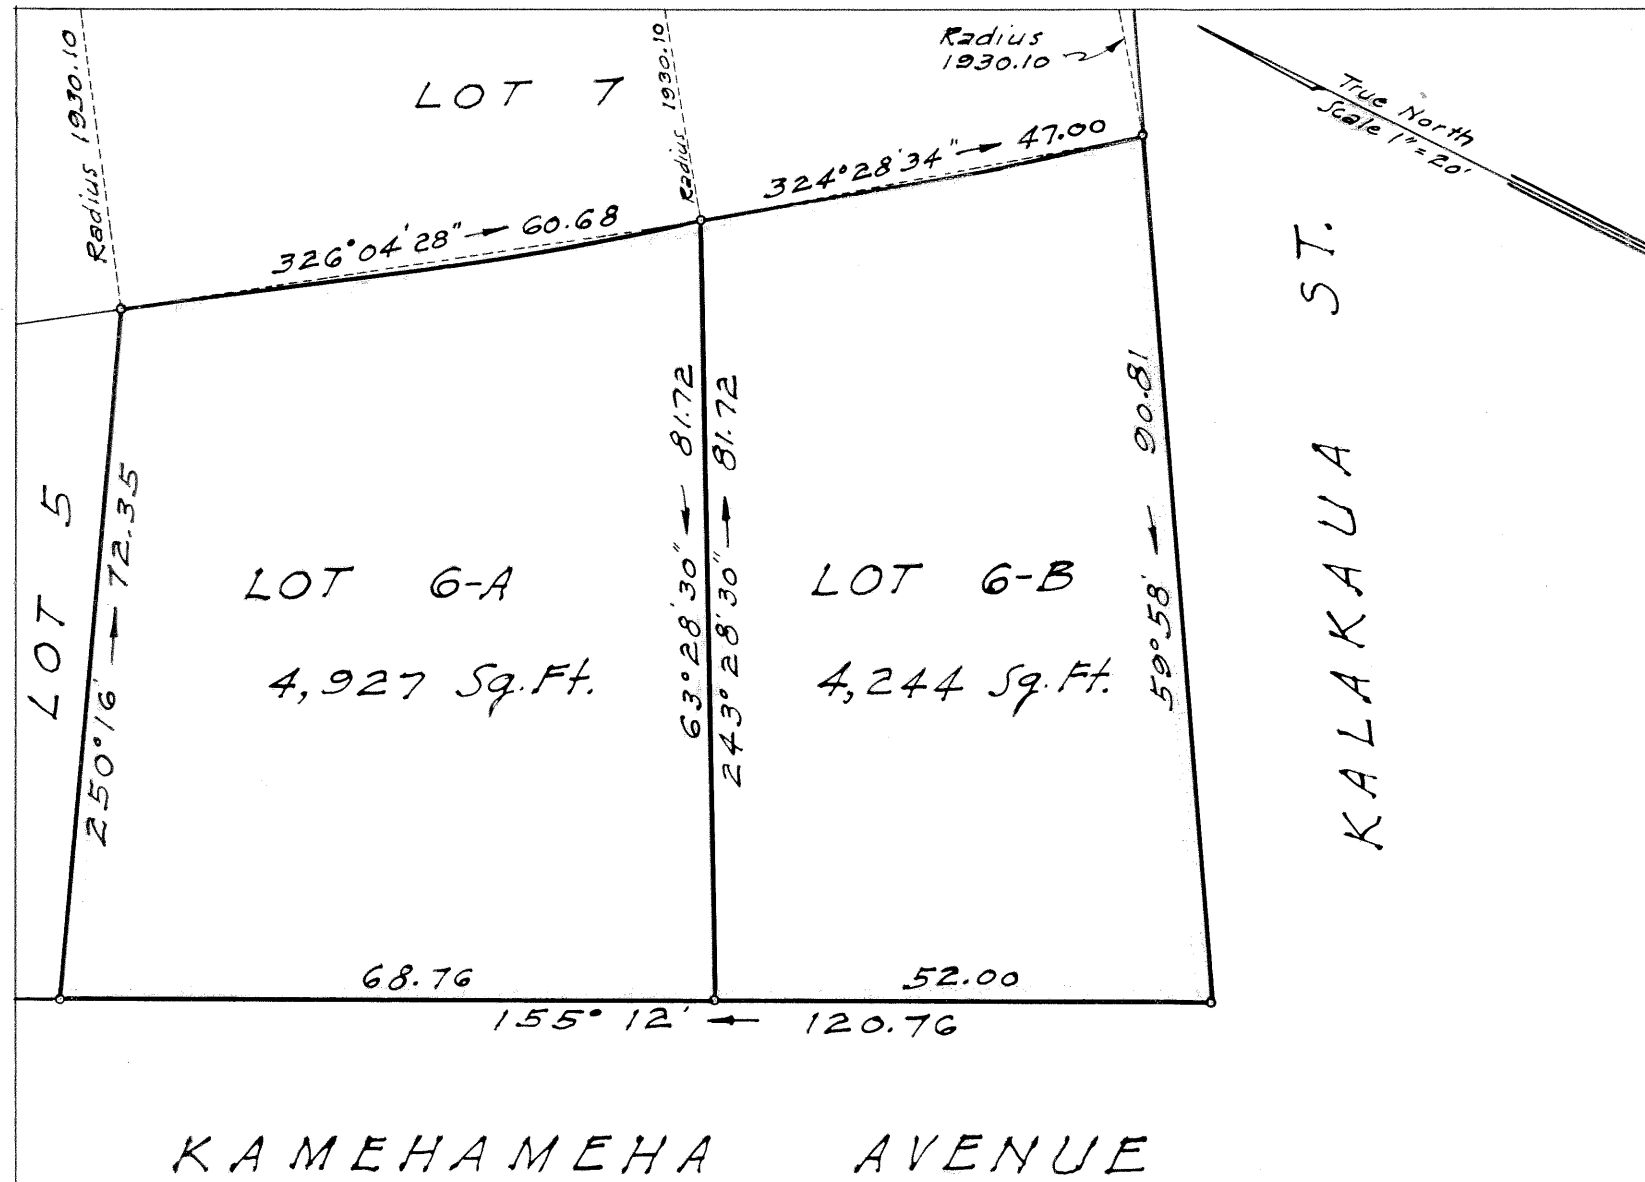 Radius 1930.10
LOT 7
Radius 1930.10
Radius
1930.10
True North
Scale 1"=20'
326°04'28" → 60.68
324°28'34" → 47.00
LOT 5
250°16' → 72.35
LOT 6-A
4,927 Sq.Ft.
63°28'30" ← 81.72
243°28'30" → 81.72
LOT 6-B
4,244 Sq.Ft.
59°58' ← 90.81
KALAKAUA ST.
68.76
52.00
155° 12' ← 120.76
KAMEHAMEHA AVENUE